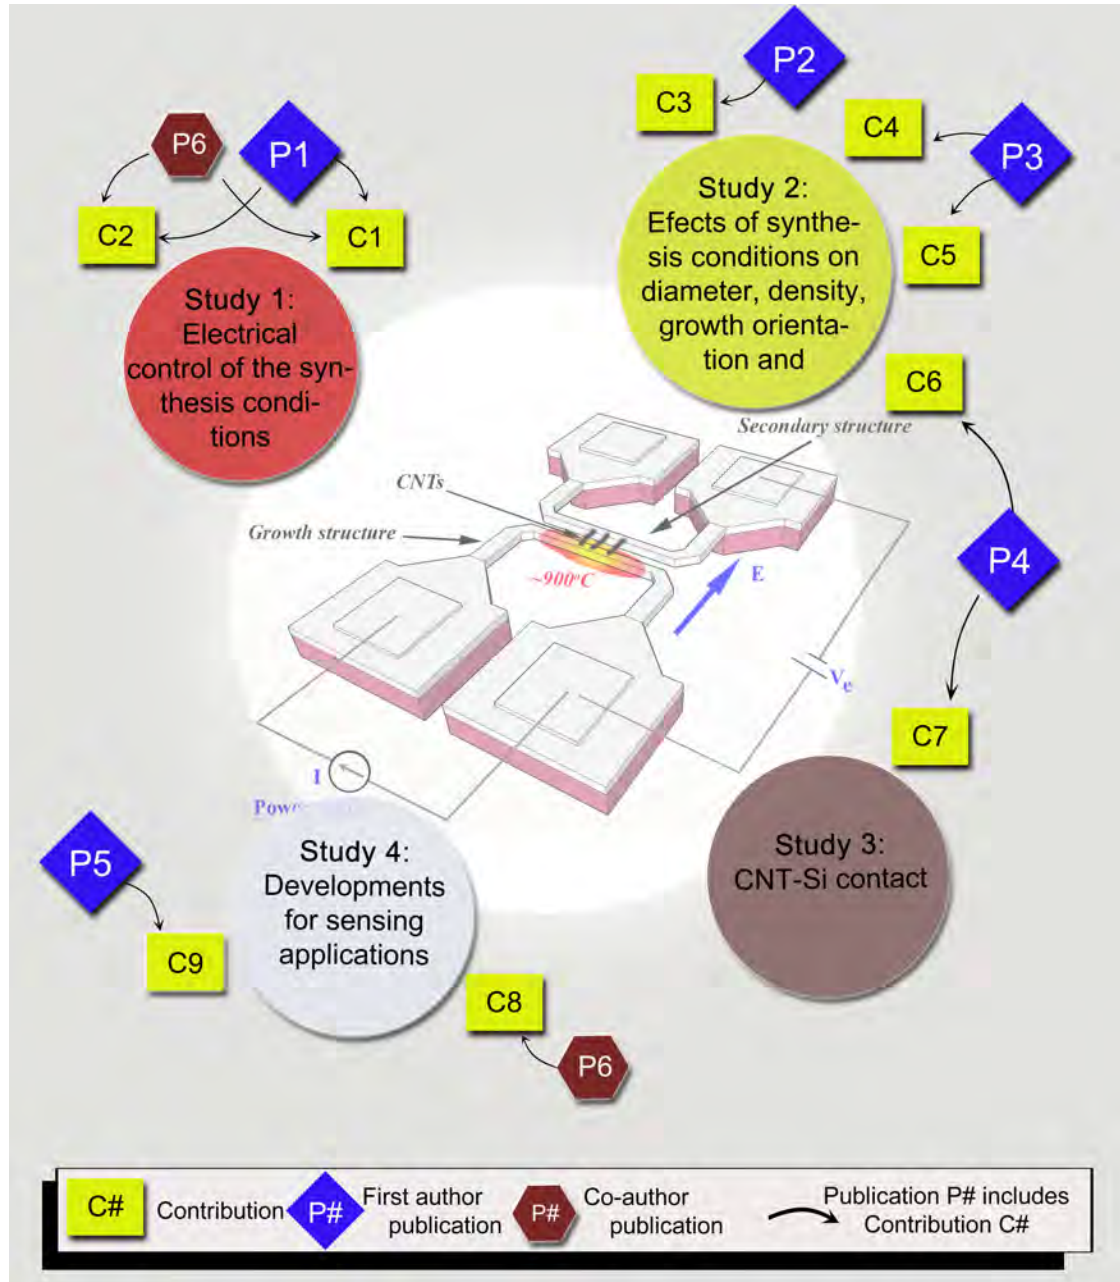 P2
C3
C4
P3
P6
P1
C2
C1
C5
Study 1:
Electrical
control of the syn-
thesis condi-
tions
Study 2:
Efects of synthe-
sis conditions on
diameter, density,
growth orienta-
tion and
C6
Secondary structure
CNTs
Growth structure
~900°C
E
P4
Ve
C7
I
Study 4:
Developments
for sensing
applications
Study 3:
CNT-Si contact
P5
C9
C8
P6
C#
Contribution
P#
First author
publication
P#
Co-author
publication
Publication P# includes
Contribution C#